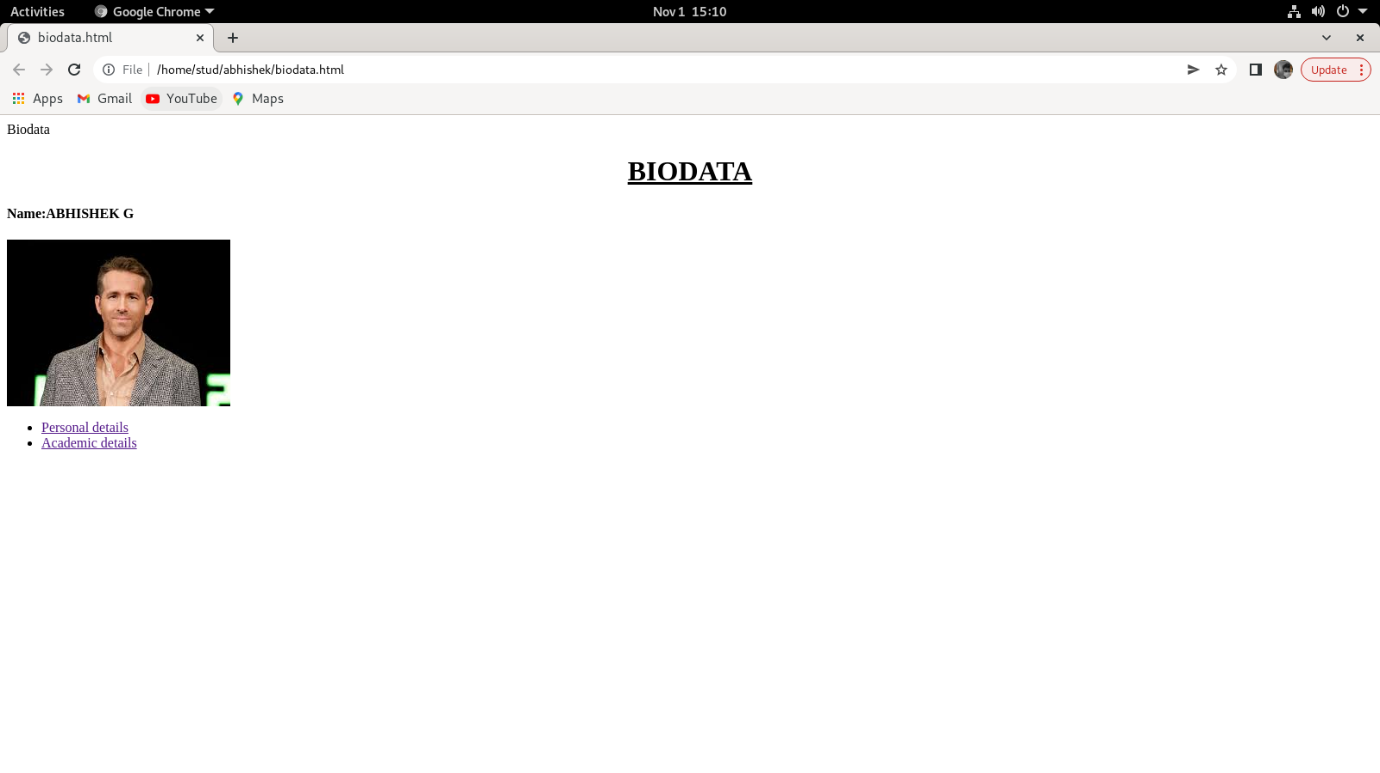 Activities Google Chrome Nov 1 15:10
biodata.html
File /home/stud/abhishek/biodata.html Update
Apps Gmail YouTube Maps
Biodata
BIODATA
Name:ABHISHEK G
Personal details
Academic details